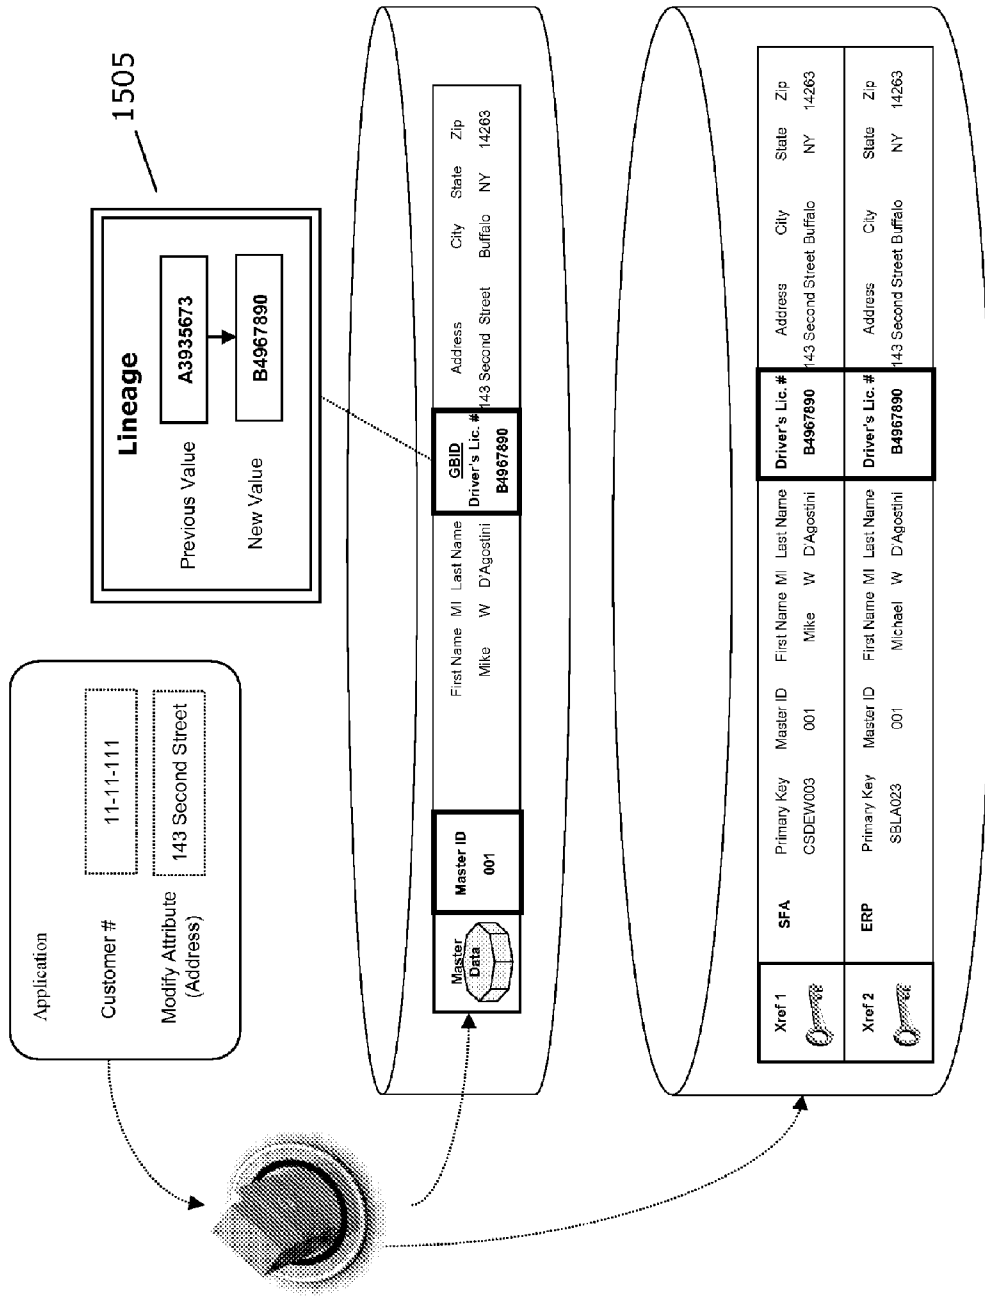 Application
Customer # 11-11-111
Modify Attribute 143 Second Street
(Address)
Lineage
Previous Value A3935673
New Value B4967890
1505
Master
Data
Master ID
001
First Name MI Last Name
Mike W D'Agostini
GBID
Driver's Lic. #
B4967890
Address City State Zip
143 Second Street Buffalo NY 14263
Xref 1
SFA
Primary Key Master ID First Name MI Last Name Driver's Lic. # Address City State Zip
CSDEW003 001 Mike W D'Agostini B4967890 143 Second Street Buffalo NY 14263
Xref 2
ERP
Primary Key Master ID First Name MI Last Name Driver's Lic. # Address City State Zip
SBLA023 001 Michael W D'Agostini B4967890 143 Second Street Buffalo NY 14263